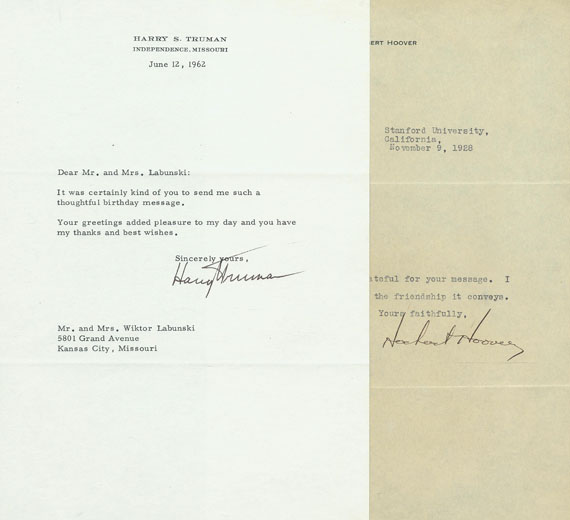 HARRY S. TRUMAN
INDEPENDENCE, MISSOURI
June 12, 1962
Dear Mr. and Mrs. Labunski:
It was certainly kind of you to send me such a
thoughtful birthday message.
Your greetings added pleasure to my day and you have
my thanks and best wishes.
Sincerely yours,
Harry Truman
Mr. and Mrs. Wiktor Labunski
5801 Grand Avenue
Kansas City, Missouri
ERT HOOVER
Stanford University,
California,
November 9, 1928
teful for your message. I
the friendship it conveys.
Yours faithfully,
Herbert Hoover